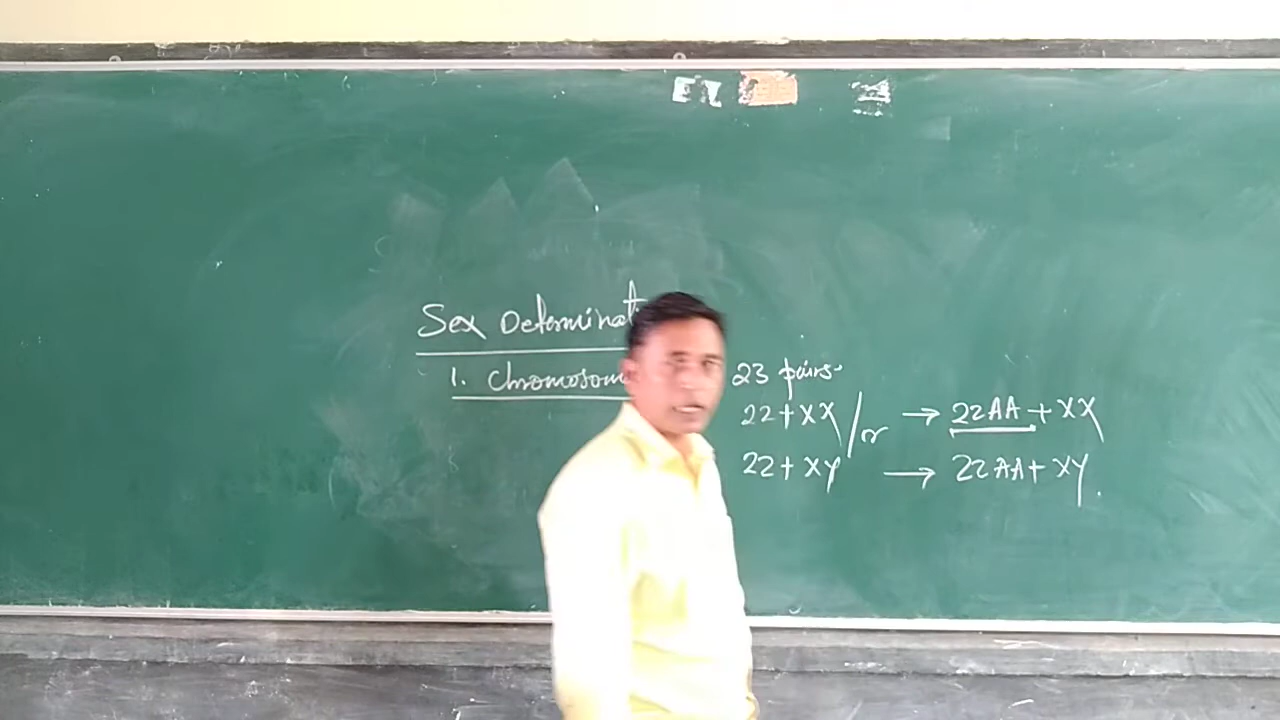 Sex Determinat
1. Chromosom
23 pairs.
22+XX/or → 22AA+XX
22+XY → 22AA+XY.